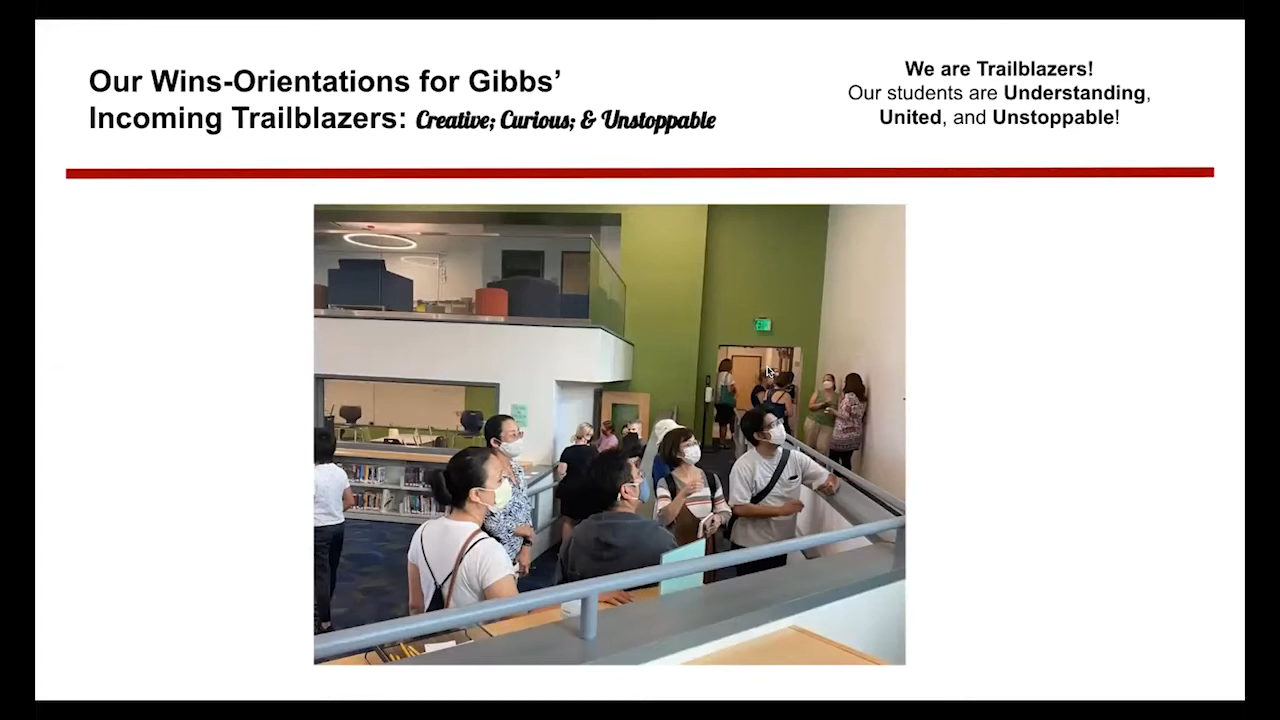 Our Wins-Orientations for Gibbs’
Incoming Trailblazers: Creative; Curious; & Unstoppable
We are Trailblazers!
Our students are Understanding,
United, and Unstoppable!